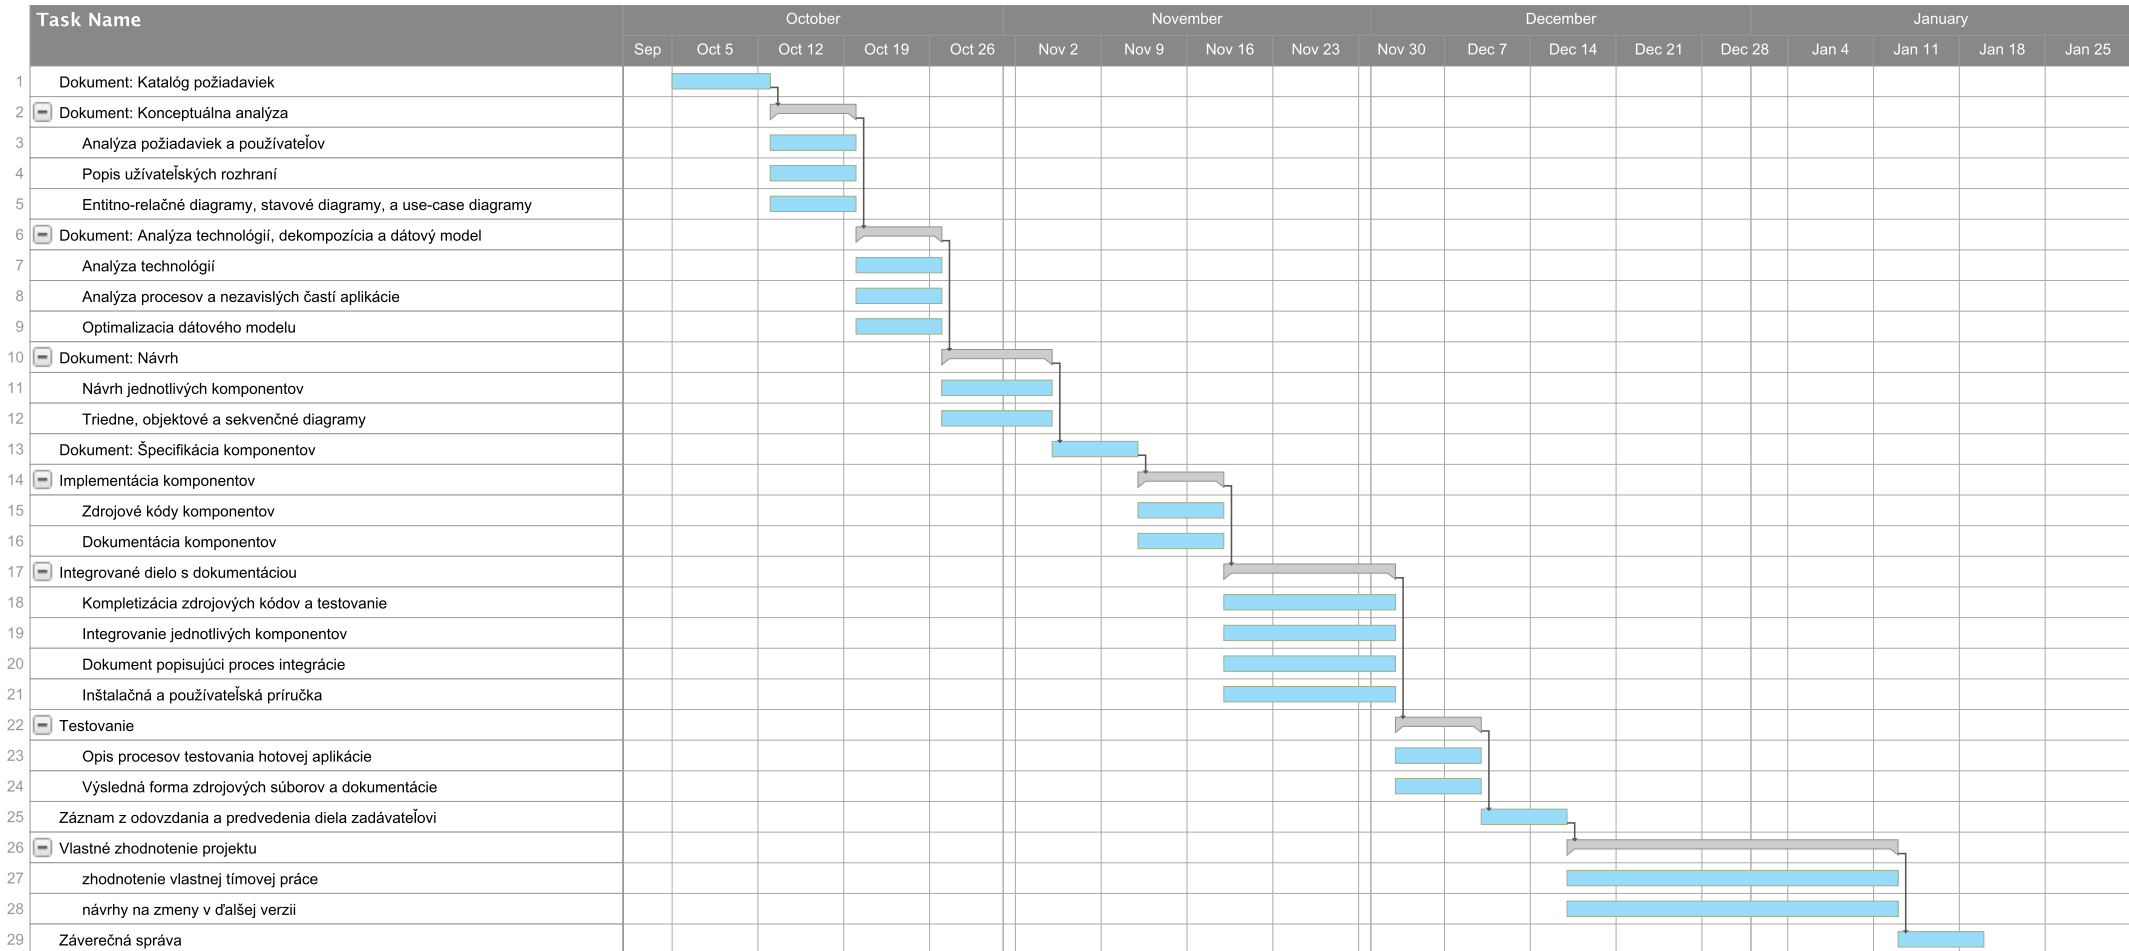 Task Name
October November December January
Sep Oct 5 Oct 12 Oct 19 Oct 26 Nov 2 Nov 9 Nov 16 Nov 23 Nov 30 Dec 7 Dec 14 Dec 21 Dec 28 Jan 4 Jan 11 Jan 18 Jan 25
1 Dokument: Katalóg požiadaviek
2 Dokument: Konceptuálna analýza
3 Analýza požiadaviek a používateľov
4 Popis užívateľských rozhraní
5 Entitno-relačné diagramy, stavové diagramy, a use-case diagramy
6 Dokument: Analýza technológií, dekompozícia a dátový model
7 Analýza technológií
8 Analýza procesov a nezavislých častí aplikácie
9 Optimalizacia dátového modelu
10 Dokument: Návrh
11 Návrh jednotlivých komponentov
12 Triedne, objektové a sekvenčné diagramy
13 Dokument: Špecifikácia komponentov
14 Implementácia komponentov
15 Zdrojové kódy komponentov
16 Dokumentácia komponentov
17 Integrované dielo s dokumentáciou
18 Kompletizácia zdrojových kódov a testovanie
19 Integrovanie jednotlivých komponentov
20 Dokument popisujúci proces integrácie
21 Inštalačná a používateľská príručka
22 Testovanie
23 Opis procesov testovania hotovej aplikácie
24 Výsledná forma zdrojových súborov a dokumentácie
25 Záznam z odovzdania a predvedenia diela zadávateľovi
26 Vlastné zhodnotenie projektu
27 zhodnotenie vlastnej tímovej práce
28 návrhy na zmeny v ďalšej verzii
29 Záverečná správa